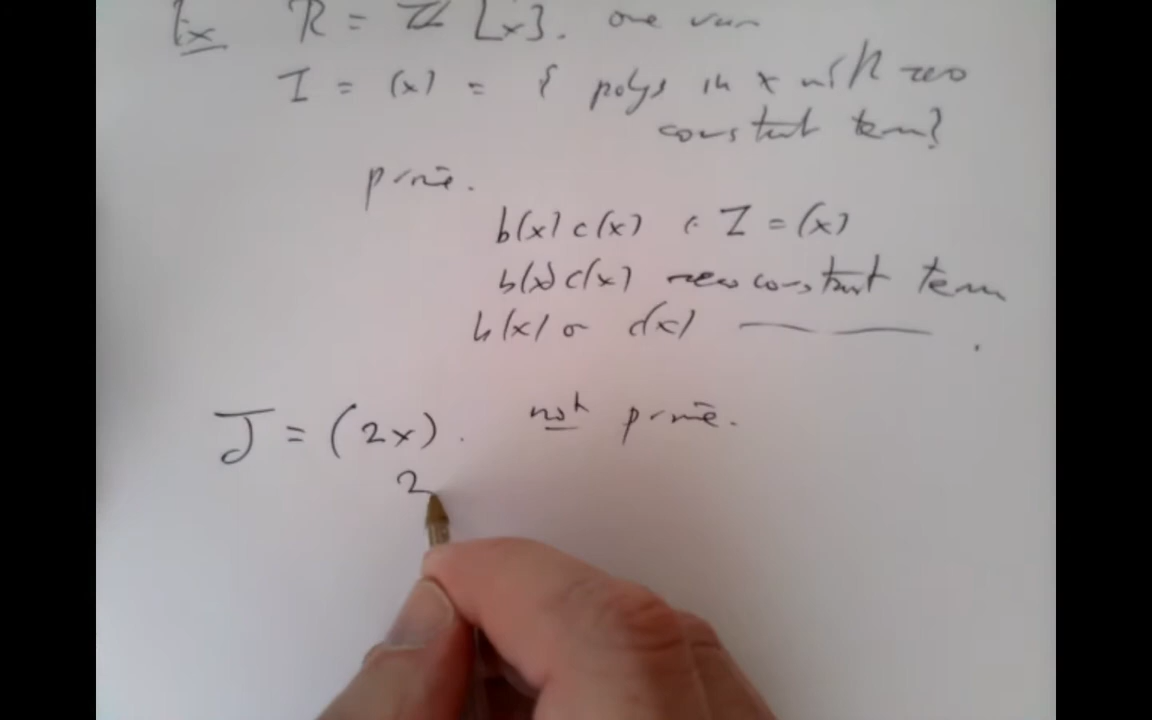 Ex R = ℤ [x]. one var
I = (x) = { polys in x with zero
constant term }
prime.
b(x) c(x) ∈ I = (x)
b(x) c(x) zero constant term
b(x) or c(x) ———.
J = (2x). not prime.
2